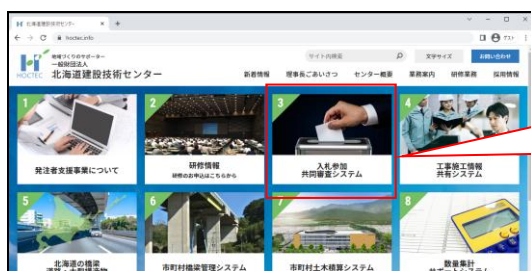 北海道建設技術センター
hoctec.info
ゲスト
地域づくりのサポーター
一般財団法人
HOCTEC
北海道建設技術センター
サイト内検索
文字サイズ
お問い合わせ
新着情報 理事長ごあいさつ センター概要 業務案内 研修業務 採用情報
1
発注者支援事業について
2
研修情報
研修のお申込はこちらから
3
入札参加
共同審査システム
4
工事施工情報
共有システム
5
北海道の橋梁
6
市町村橋梁管理システム
7
市町村土木積算システム
8
数量集計